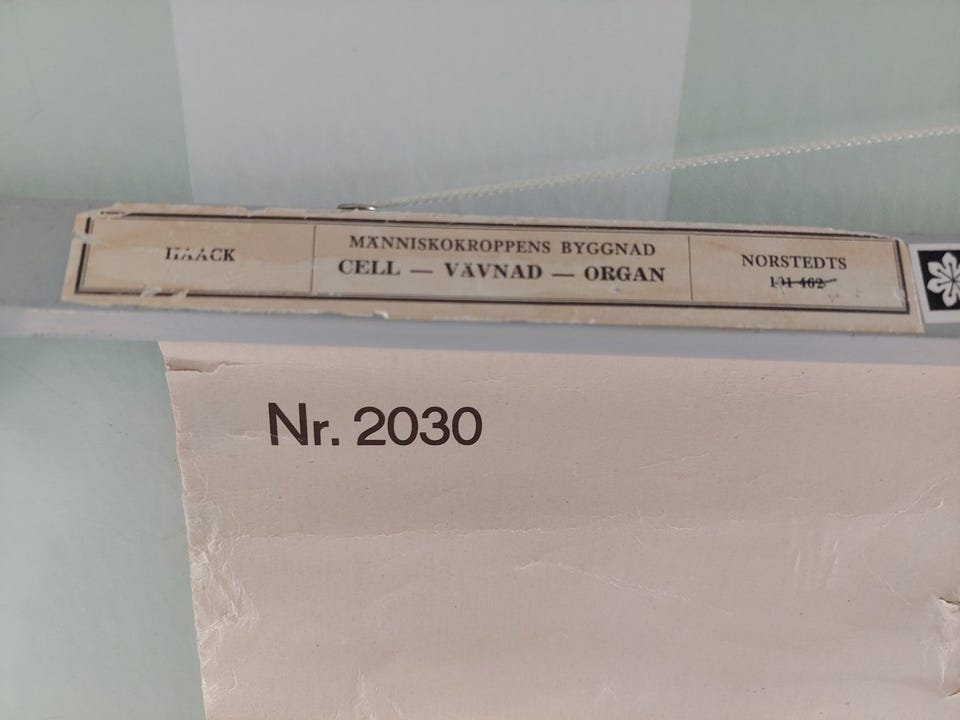 HAACK
MÄNNISKOKROPPENS BYGGNAD
CELL — VÄVNAD — ORGAN
NORSTEDTS
Nr. 2030